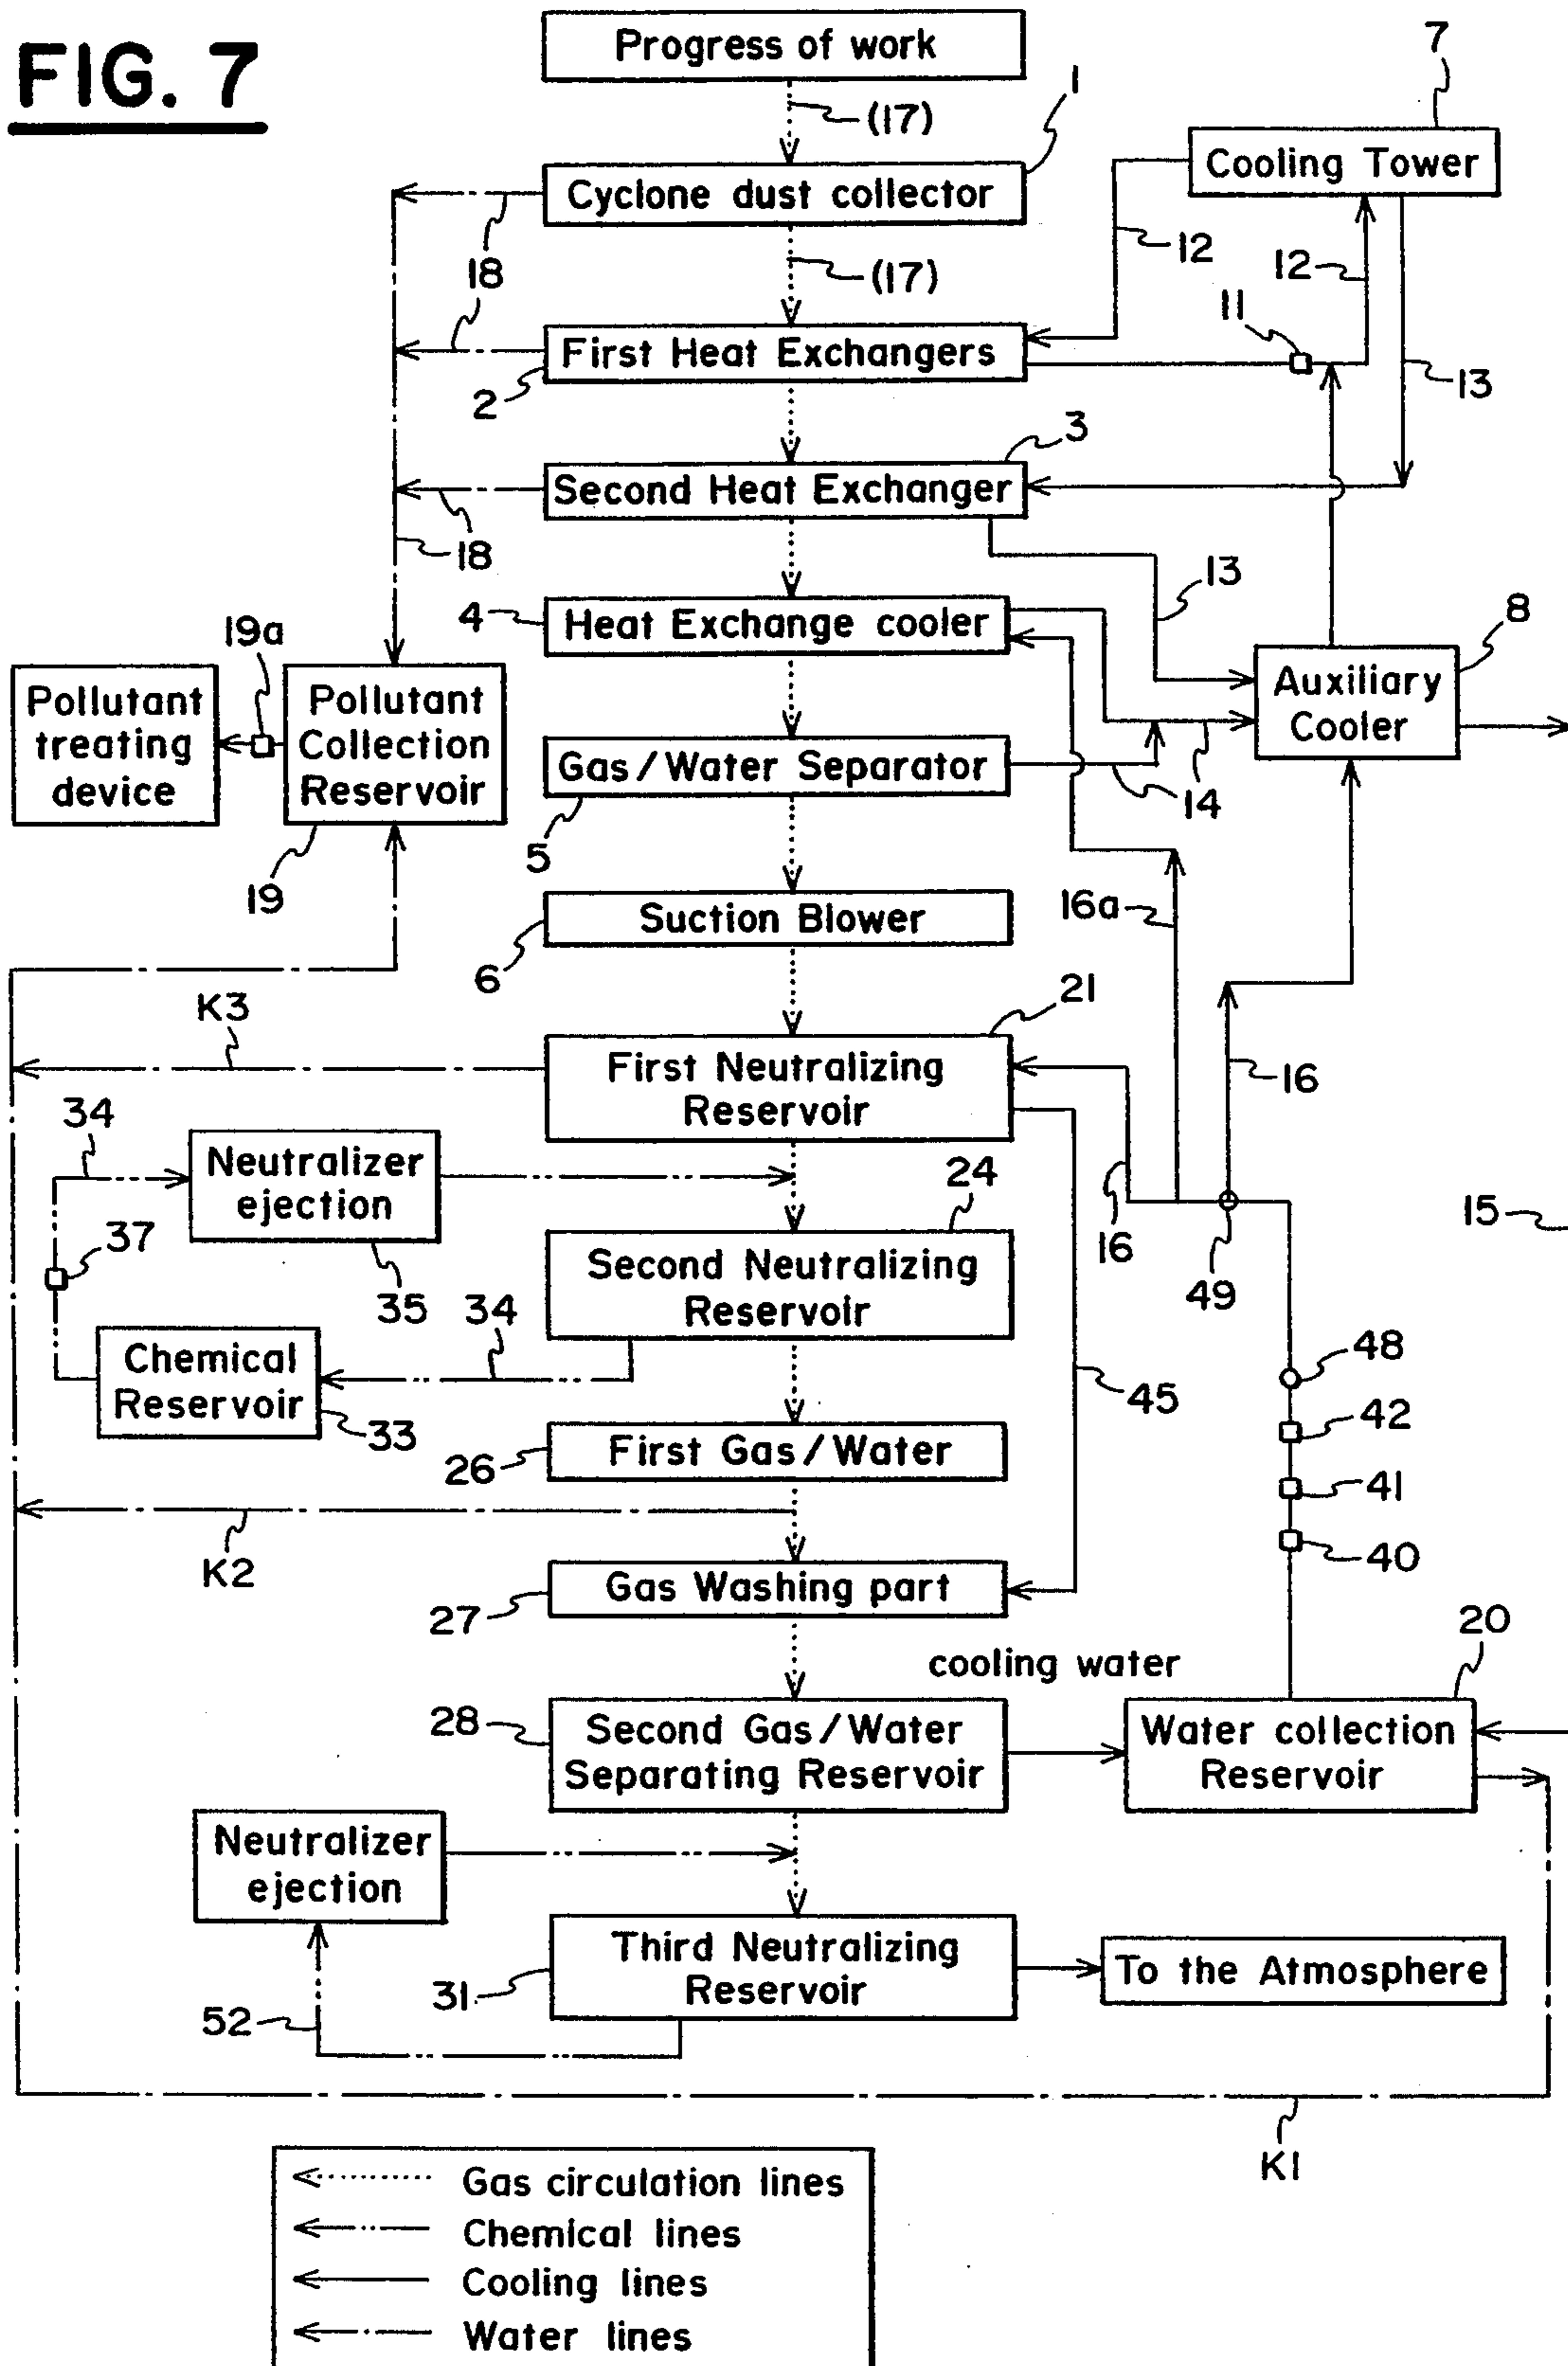 FIG. 7
Progress of work
7
1
(17)
Cooling Tower
Cyclone dust collector
18
12
12
(17)
18
11
First Heat Exchangers
13
2
3
Second Heat Exchanger
18
13
4
Heat Exchange cooler
8
19a
Pollutant
treating
device
Pollutant
Collection
Reservoir
Auxiliary
Cooler
Gas/Water Separator
14
5
19
16a
Suction Blower
6
K3
21
First Neutralizing
Reservoir
16
34
Neutralizer
ejection
24
15
37
16
49
Second Neutralizing
Reservoir
35
34
48
Chemical
Reservoir
45
42
33
26
First Gas/Water
41
K2
40
Gas Washing part
27
20
cooling water
28
Second Gas/Water
Separating Reservoir
Water collection
Reservoir
Neutralizer
ejection
Third Neutralizing
Reservoir
To the Atmosphere
31
52
K1
Gas circulation lines
Chemical lines
Cooling lines
Water lines